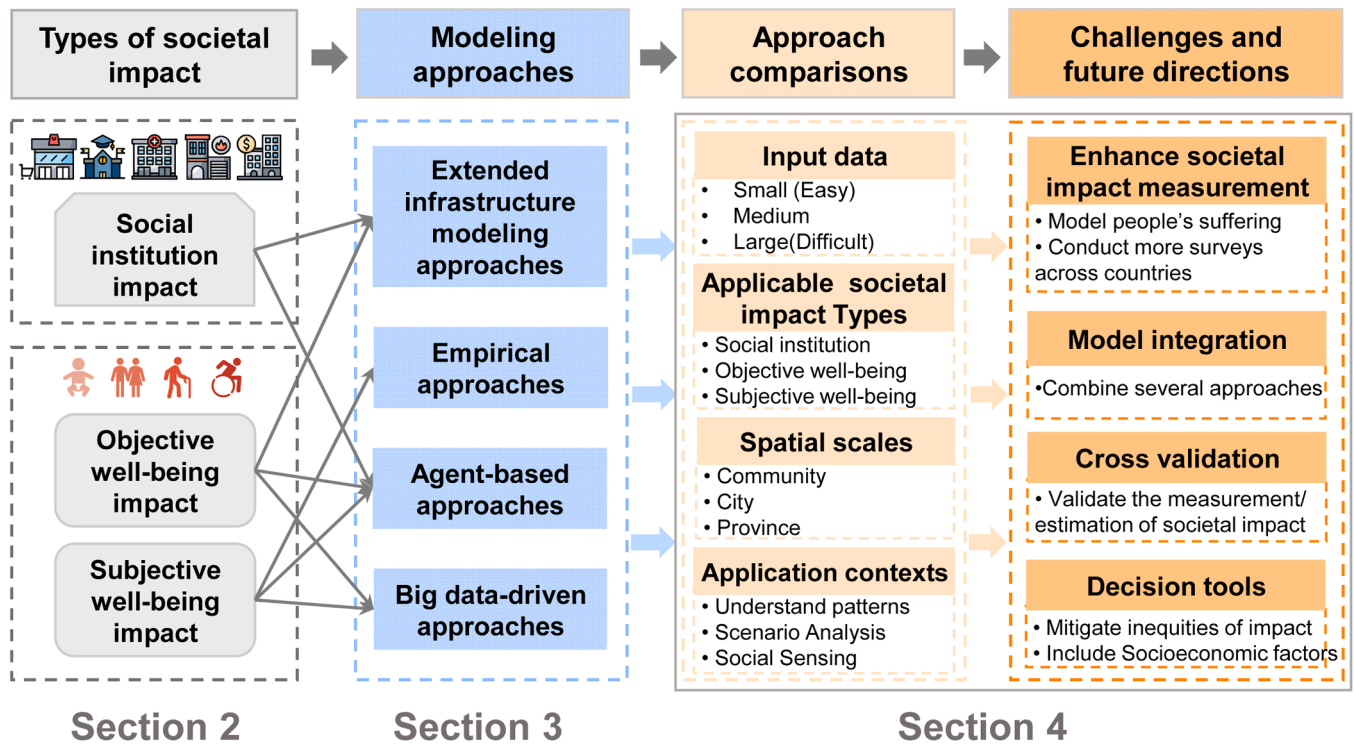 Types of societal
impact
Modeling
approaches
Approach
comparisons
Challenges and
future directions
Social
institution
impact
Objective
well-being
impact
Subjective
well-being
impact
Extended
infrastructure
modeling
approaches
Empirical
approaches
Agent-based
approaches
Big data-driven
approaches
Input data
• Small (Easy)
• Medium
• Large(Difficult)
Applicable societal
impact Types
• Social institution
• Objective well-being
• Subjective well-being
Spatial scales
• Community
• City
• Province
Application contexts
• Understand patterns
• Scenario Analysis
• Social Sensing
Enhance societal
impact measurement
• Model people's suffering
• Conduct more surveys
across countries
Model integration
•Combine several approaches
Cross validation
• Validate the measurement/
estimation of societal impact
Decision tools
• Mitigate inequities of impact
• Include Socioeconomic factors
Section 2
Section 3
Section 4